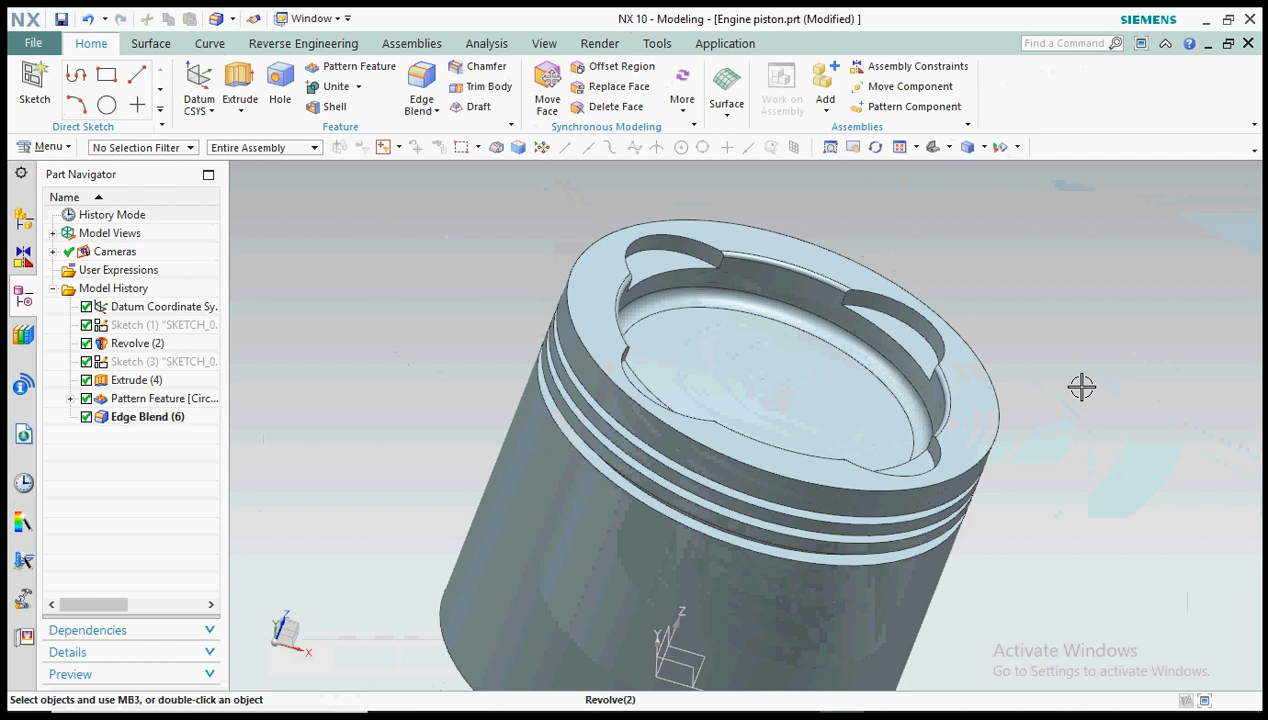 NX
Window
NX 10 - Modeling - [Engine piston.prt (Modified) ]
SIEMENS
File
Home
Surface
Curve
Reverse Engineering
Assemblies
Analysis
View
Render
Tools
Application
Find a Command
Sketch
Direct Sketch
Datum CSYS
Extrude
Hole
Pattern Feature
Unite
Shell
Edge Blend
Chamfer
Trim Body
Draft
Feature
Move Face
Offset Region
Replace Face
Delete Face
More
Synchronous Modeling
Surface
Work on Assembly
Add
Assembly Constraints
Move Component
Pattern Component
Assemblies
Menu
No Selection Filter
Entire Assembly
Part Navigator
Name
History Mode
Model Views
Cameras
User Expressions
Model History
Datum Coordinate Sy.
Sketch (1) "SKETCH_0.
Revolve (2)
Sketch (3) "SKETCH_0.
Extrude (4)
Pattern Feature [Circ...
Edge Blend (6)
Dependencies
Details
Preview
Z
Y
X
Z
Y
Activate Windows
Go to Settings to activate Windows.
Select objects and use MB3, or double-click an object
Revolve(2)